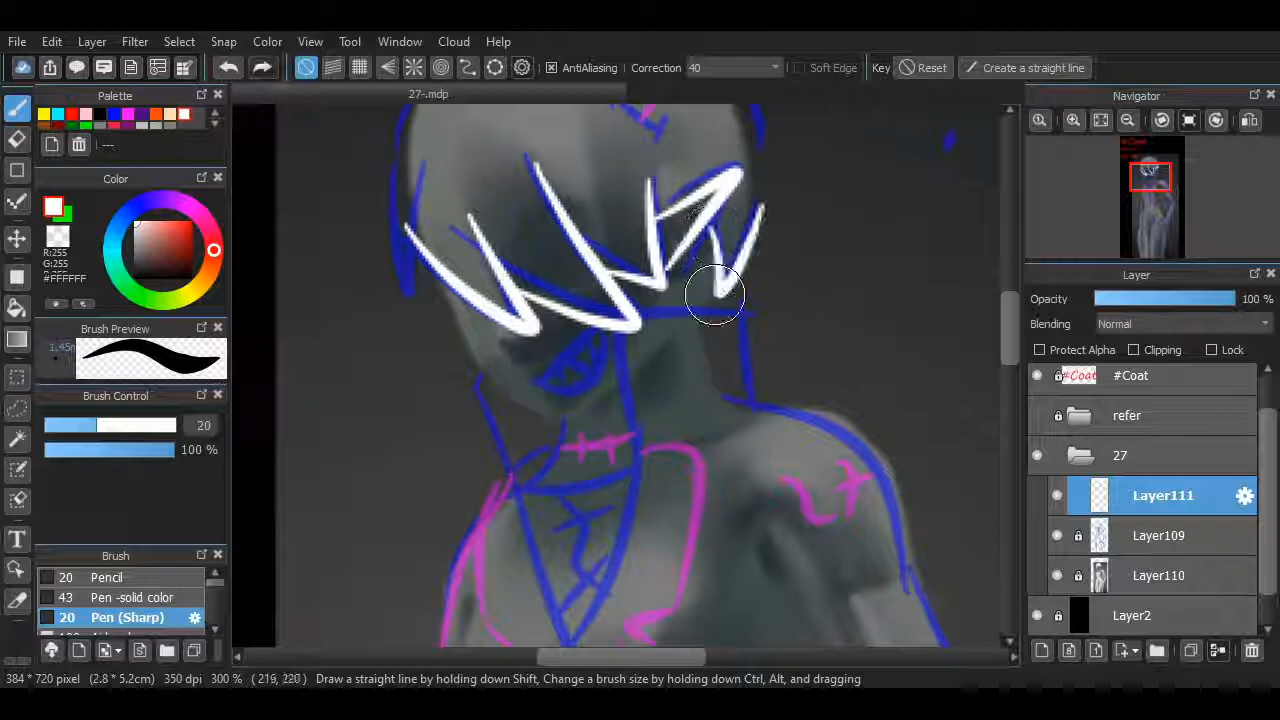 File Edit Layer Filter Select Snap Color View Tool Window Cloud Help
AntiAliasing Correction 40 Soft Edge Key Reset Create a straight line
Palette
27-.mdp
Navigator
---
Color
R:255
G:255
#FFFFFF
Brush Preview
Brush Control
20
100 %
Brush
20 Pencil
43 Pen -solid color
20 Pen (Sharp)
Layer
Opacity 100 %
Blending Normal
Protect Alpha Clipping Lock
#Coat #Coat
refer
27
Layer111
Layer109
Layer110
Layer2
27
384 * 720 pixel (2.8 * 5.2cm) 350 dpi 300 % ( 219, 220 ) Draw a straight line by holding down Shift, Change a brush size by holding down Ctrl, Alt, and dragging